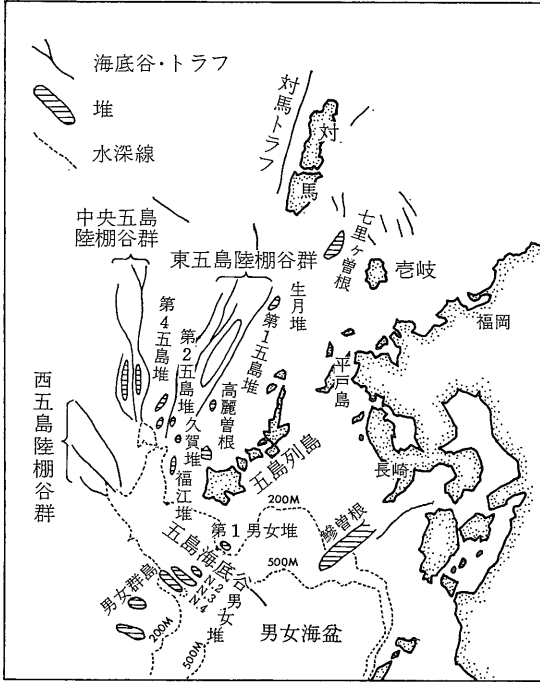 海底谷・トラフ
堆
水深線
対馬トラフ
対
馬
中央五島
陸棚谷群
七里ヶ曽根
東五島陸棚谷群
壱岐
生月堆
福岡
第4五島堆
第1五島堆
第2五島堆
平戸島
高麗曽根
西五島陸棚谷群
久賀堆
五島列島
長崎
福江堆
200M
鯵曽根
第1男女堆
五島海底谷
500M
男女群島
N.2
N.3
N.4
男女堆
男女海盆
200M
500M